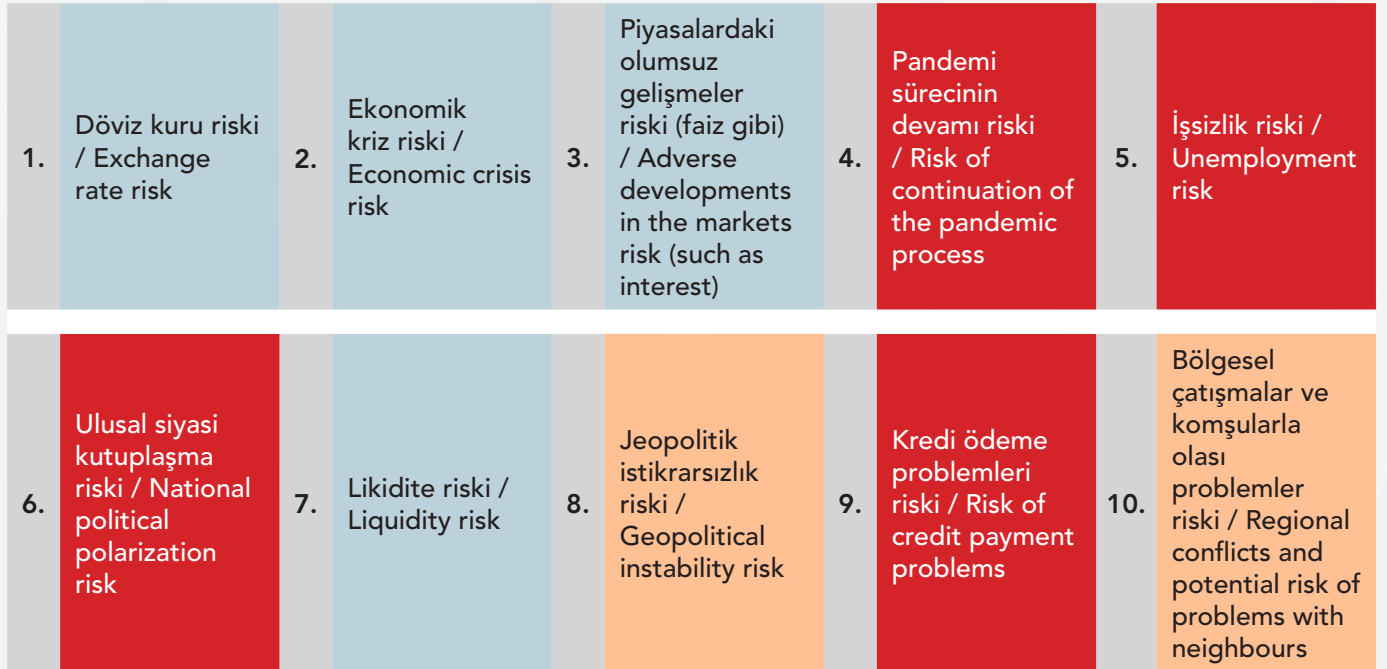 1.
Döviz kuru riski
/ Exchange
rate risk
2.
Ekonomik
kriz riski /
Economic crisis
risk
3.
Piyasalardaki
olumsuz
gelişmeler
riski (faiz gibi)
/ Adverse
developments
in the markets
risk (such as
interest)
4.
Pandemi
sürecinin
devamı riski
/ Risk of
continuation of
the pandemic
process
5.
İşsizlik riski /
Unemployment
risk
6.
Ulusal siyasi
kutuplaşma
riski / National
political
polarization
risk
7.
Likidite riski /
Liquidity risk
8.
Jeopolitik
istikrarsızlık
riski /
Geopolitical
instability risk
9.
Kredi ödeme
problemleri
riski / Risk of
credit payment
problems
10.
Bölgesel
çatışmalar ve
komşularla
olası
problemler
riski / Regional
conflicts and
potential risk of
problems with
neighbours